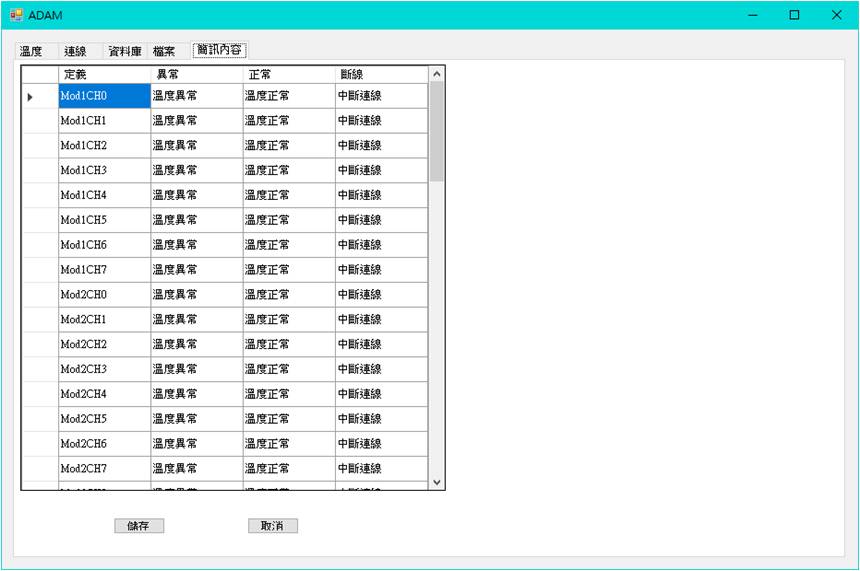 ADAM
溫度 連線 資料庫 檔案 簡訊內容
定義 異常 正常 斷線
Mod1CH0 溫度異常 溫度正常 中斷連線
Mod1CH1 溫度異常 溫度正常 中斷連線
Mod1CH2 溫度異常 溫度正常 中斷連線
Mod1CH3 溫度異常 溫度正常 中斷連線
Mod1CH4 溫度異常 溫度正常 中斷連線
Mod1CH5 溫度異常 溫度正常 中斷連線
Mod1CH6 溫度異常 溫度正常 中斷連線
Mod1CH7 溫度異常 溫度正常 中斷連線
Mod2CH0 溫度異常 溫度正常 中斷連線
Mod2CH1 溫度異常 溫度正常 中斷連線
Mod2CH2 溫度異常 溫度正常 中斷連線
Mod2CH3 溫度異常 溫度正常 中斷連線
Mod2CH4 溫度異常 溫度正常 中斷連線
Mod2CH5 溫度異常 溫度正常 中斷連線
Mod2CH6 溫度異常 溫度正常 中斷連線
Mod2CH7 溫度異常 溫度正常 中斷連線
儲存 取消